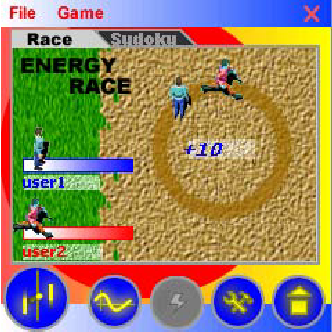 File Game
Race Sudoku
ENERGY
RACE
+10
user1
user2